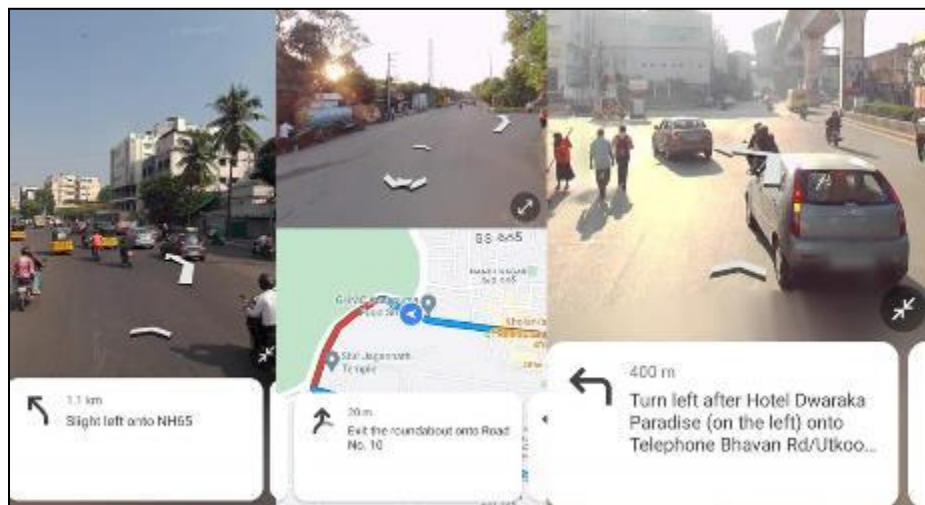 1.1 km
Slight left onto NH65
Shri Jagannath
Temple
20 m
Exit the roundabout onto Road
No. 10
400 m
Turn left after Hotel Dwaraka
Paradise (on the left) onto
Telephone Bhavan Rd/Utkoo...